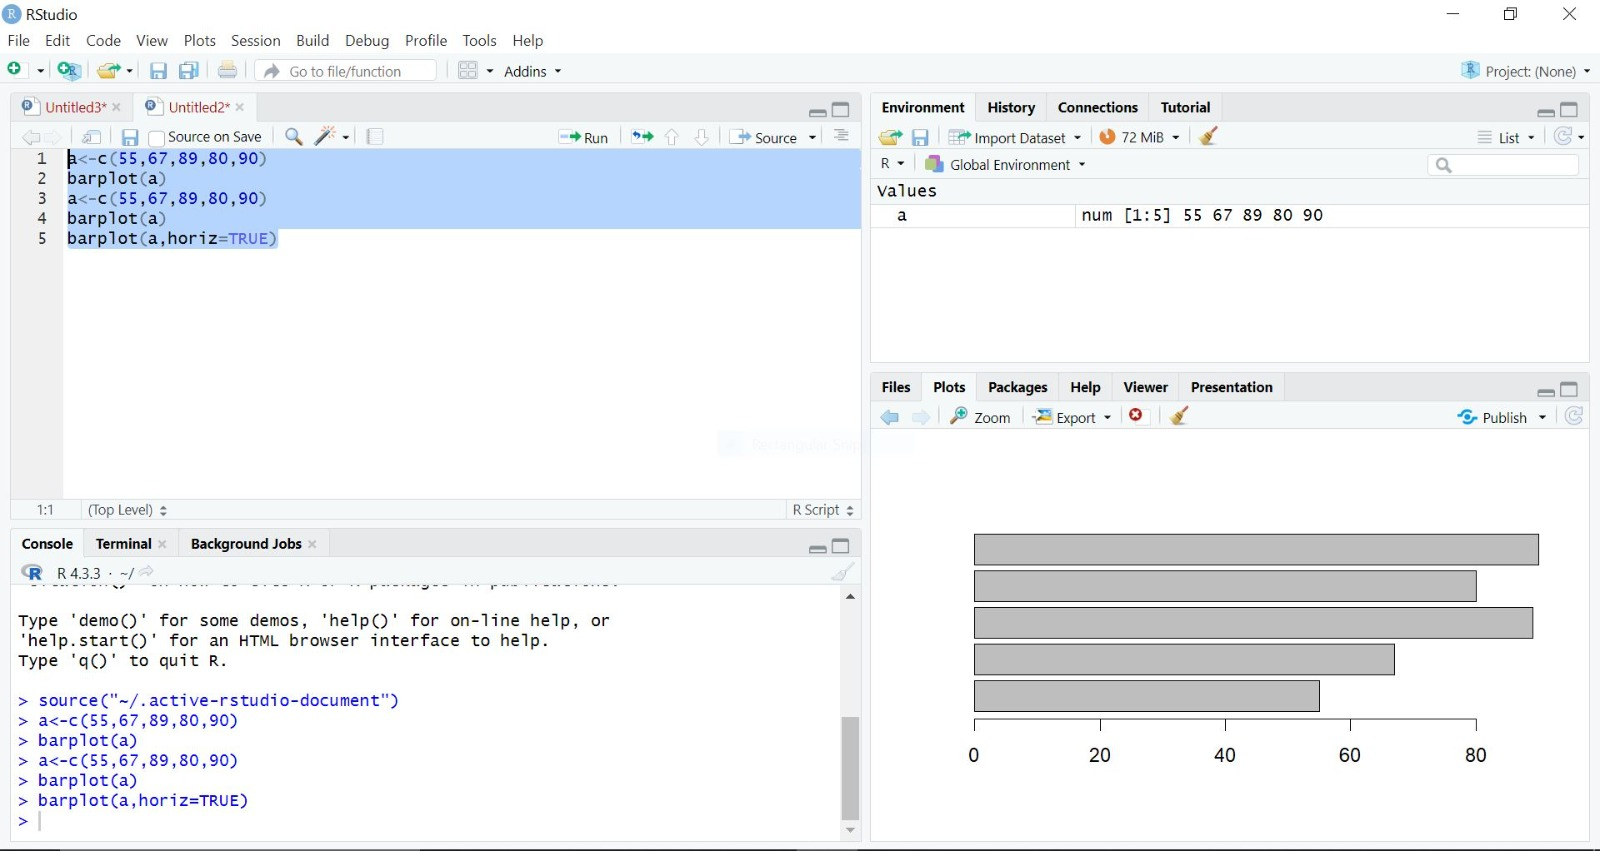 RStudio
File Edit Code View Plots Session Build Debug Profile Tools Help
Go to file/function Addins Project: (None)
Untitled3* Untitled2*
Source on Save Run Source
1 a<-c(55,67,89,80,90)
2 barplot(a)
3 a<-c(55,67,89,80,90)
4 barplot(a)
5 barplot(a,horiz=TRUE)
1:1 (Top Level) R Script
Console Terminal Background Jobs
R 4.3.3 · ~/
Type 'demo()' for some demos, 'help()' for on-line help, or
'help.start()' for an HTML browser interface to help.
Type 'q()' to quit R.
> source("~/.active-rstudio-document")
> a<-c(55,67,89,80,90)
> barplot(a)
> a<-c(55,67,89,80,90)
> barplot(a)
> barplot(a,horiz=TRUE)
>
Environment History Connections Tutorial
Import Dataset 72 MiB List
R Global Environment
Values
a num [1:5] 55 67 89 80 90
Files Plots Packages Help Viewer Presentation
Zoom Export Publish
0 20 40 60 80